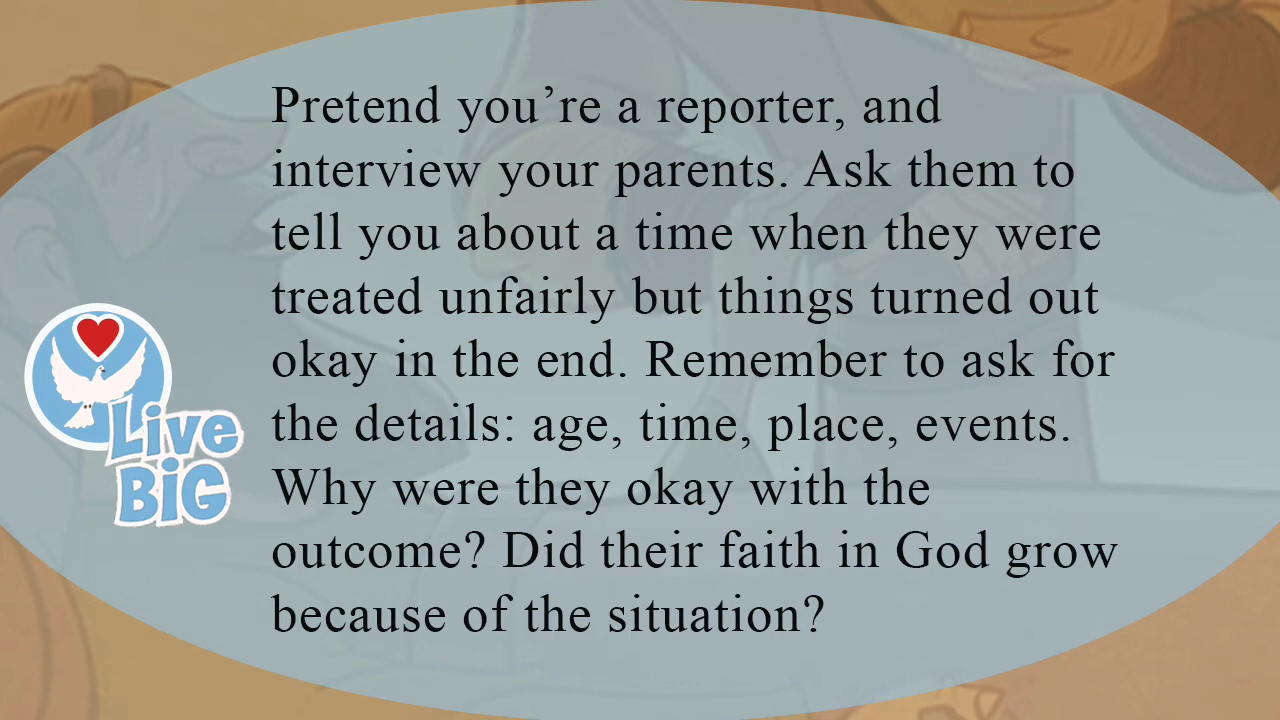 Pretend you’re a reporter, and
interview your parents. Ask them to
tell you about a time when they were
treated unfairly but things turned out
okay in the end. Remember to ask for
the details: age, time, place, events.
Why were they okay with the
outcome? Did their faith in God grow
because of the situation?
Live
BiG